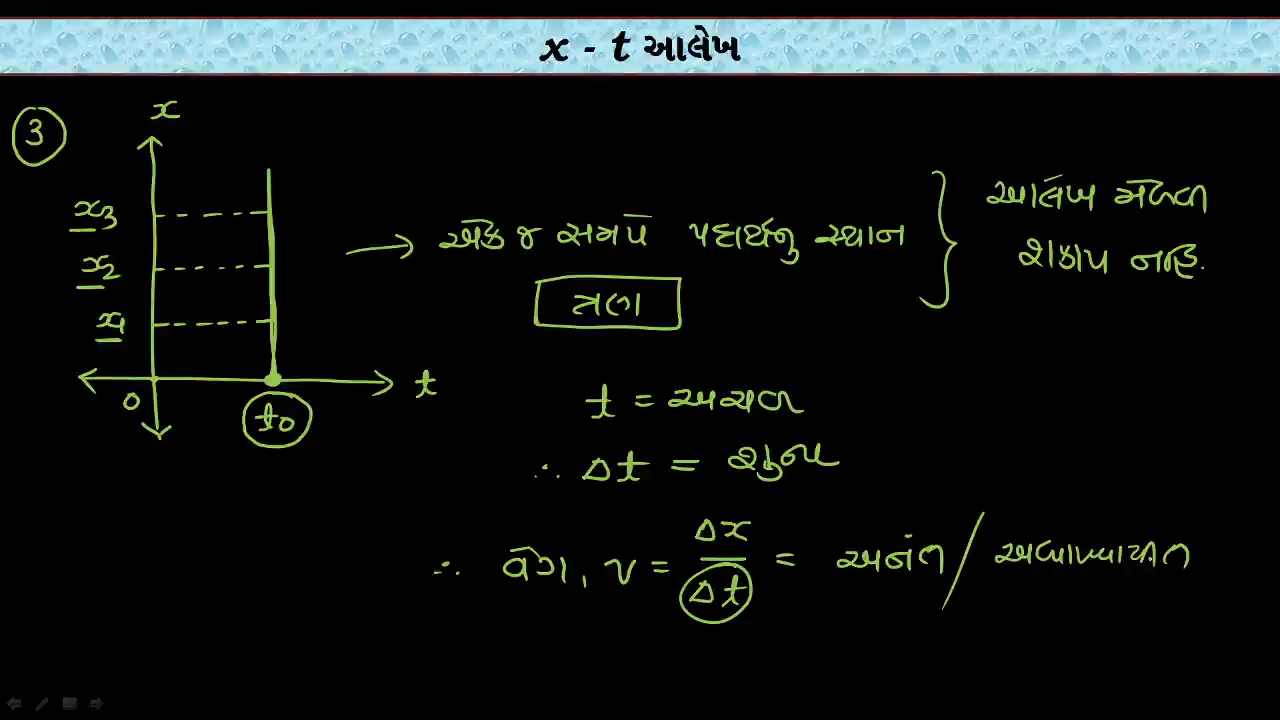 x - t આલેખ
3
x
x3
x2
x1
0
t0
t
એક જ સમયે પદાર્થનું સ્થાન
ત્રણ
આલેખ મેળવી
શકાય નહિ.
t = અચળ
∴ Δt = શૂન્ય
∴ વેગ, v = Δx / Δt = અનંત / અવ્યાખ્યાયિત